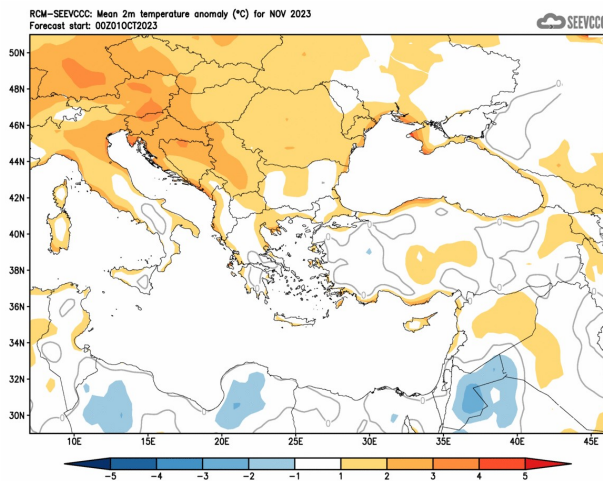 RCM-SEEVCCC: Mean 2m temperature anomaly (°C) for NOV 2023
Forecast start: 00Z01OCT2023
SEEVCCC
50N
48N
46N
44N
42N
40N
38N
36N
34N
32N
30N
10E 15E 20E 25E 30E 35E 40E 45E
-5 -4 -3 -2 -1 1 2 3 4 5